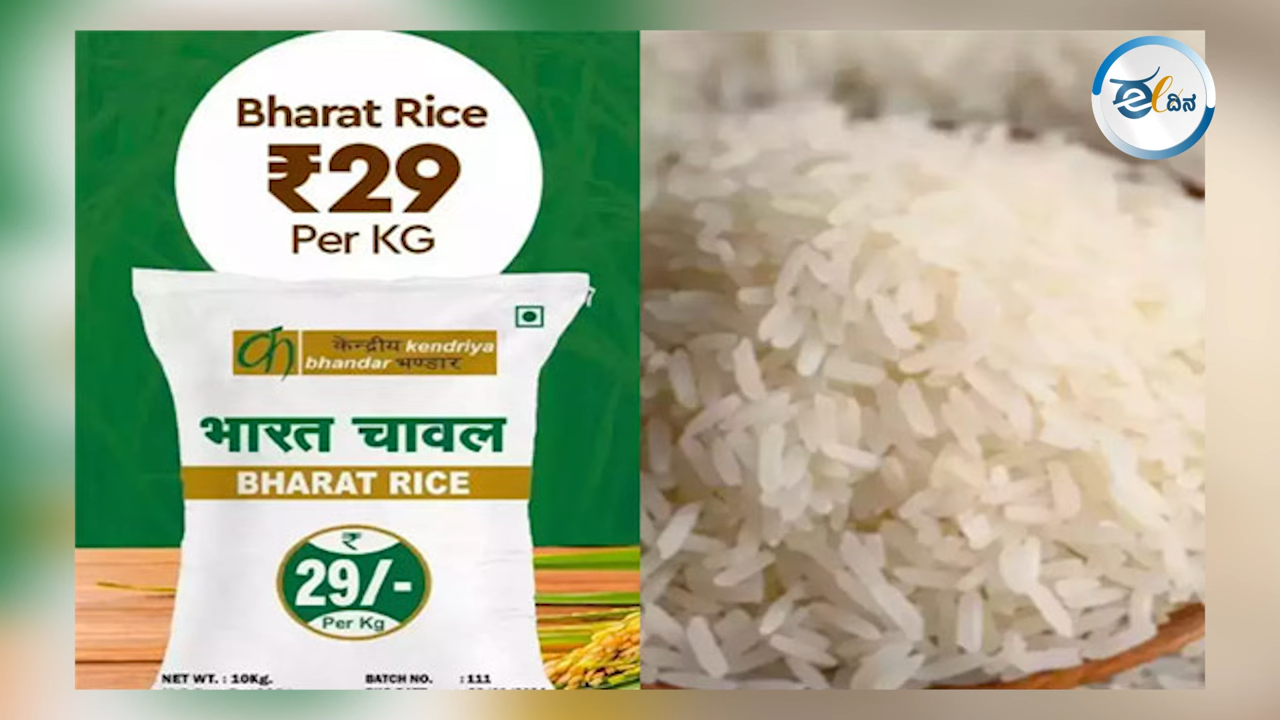 Bharat Rice
₹29
Per KG
केन्द्रीय kendriya
bhandar भण्डार
भारत चावल
BHARAT RICE
₹
29/-
Per Kg
NET WT. : 10Kg.
BATCH NO. : 111
ಈ ದಿನ